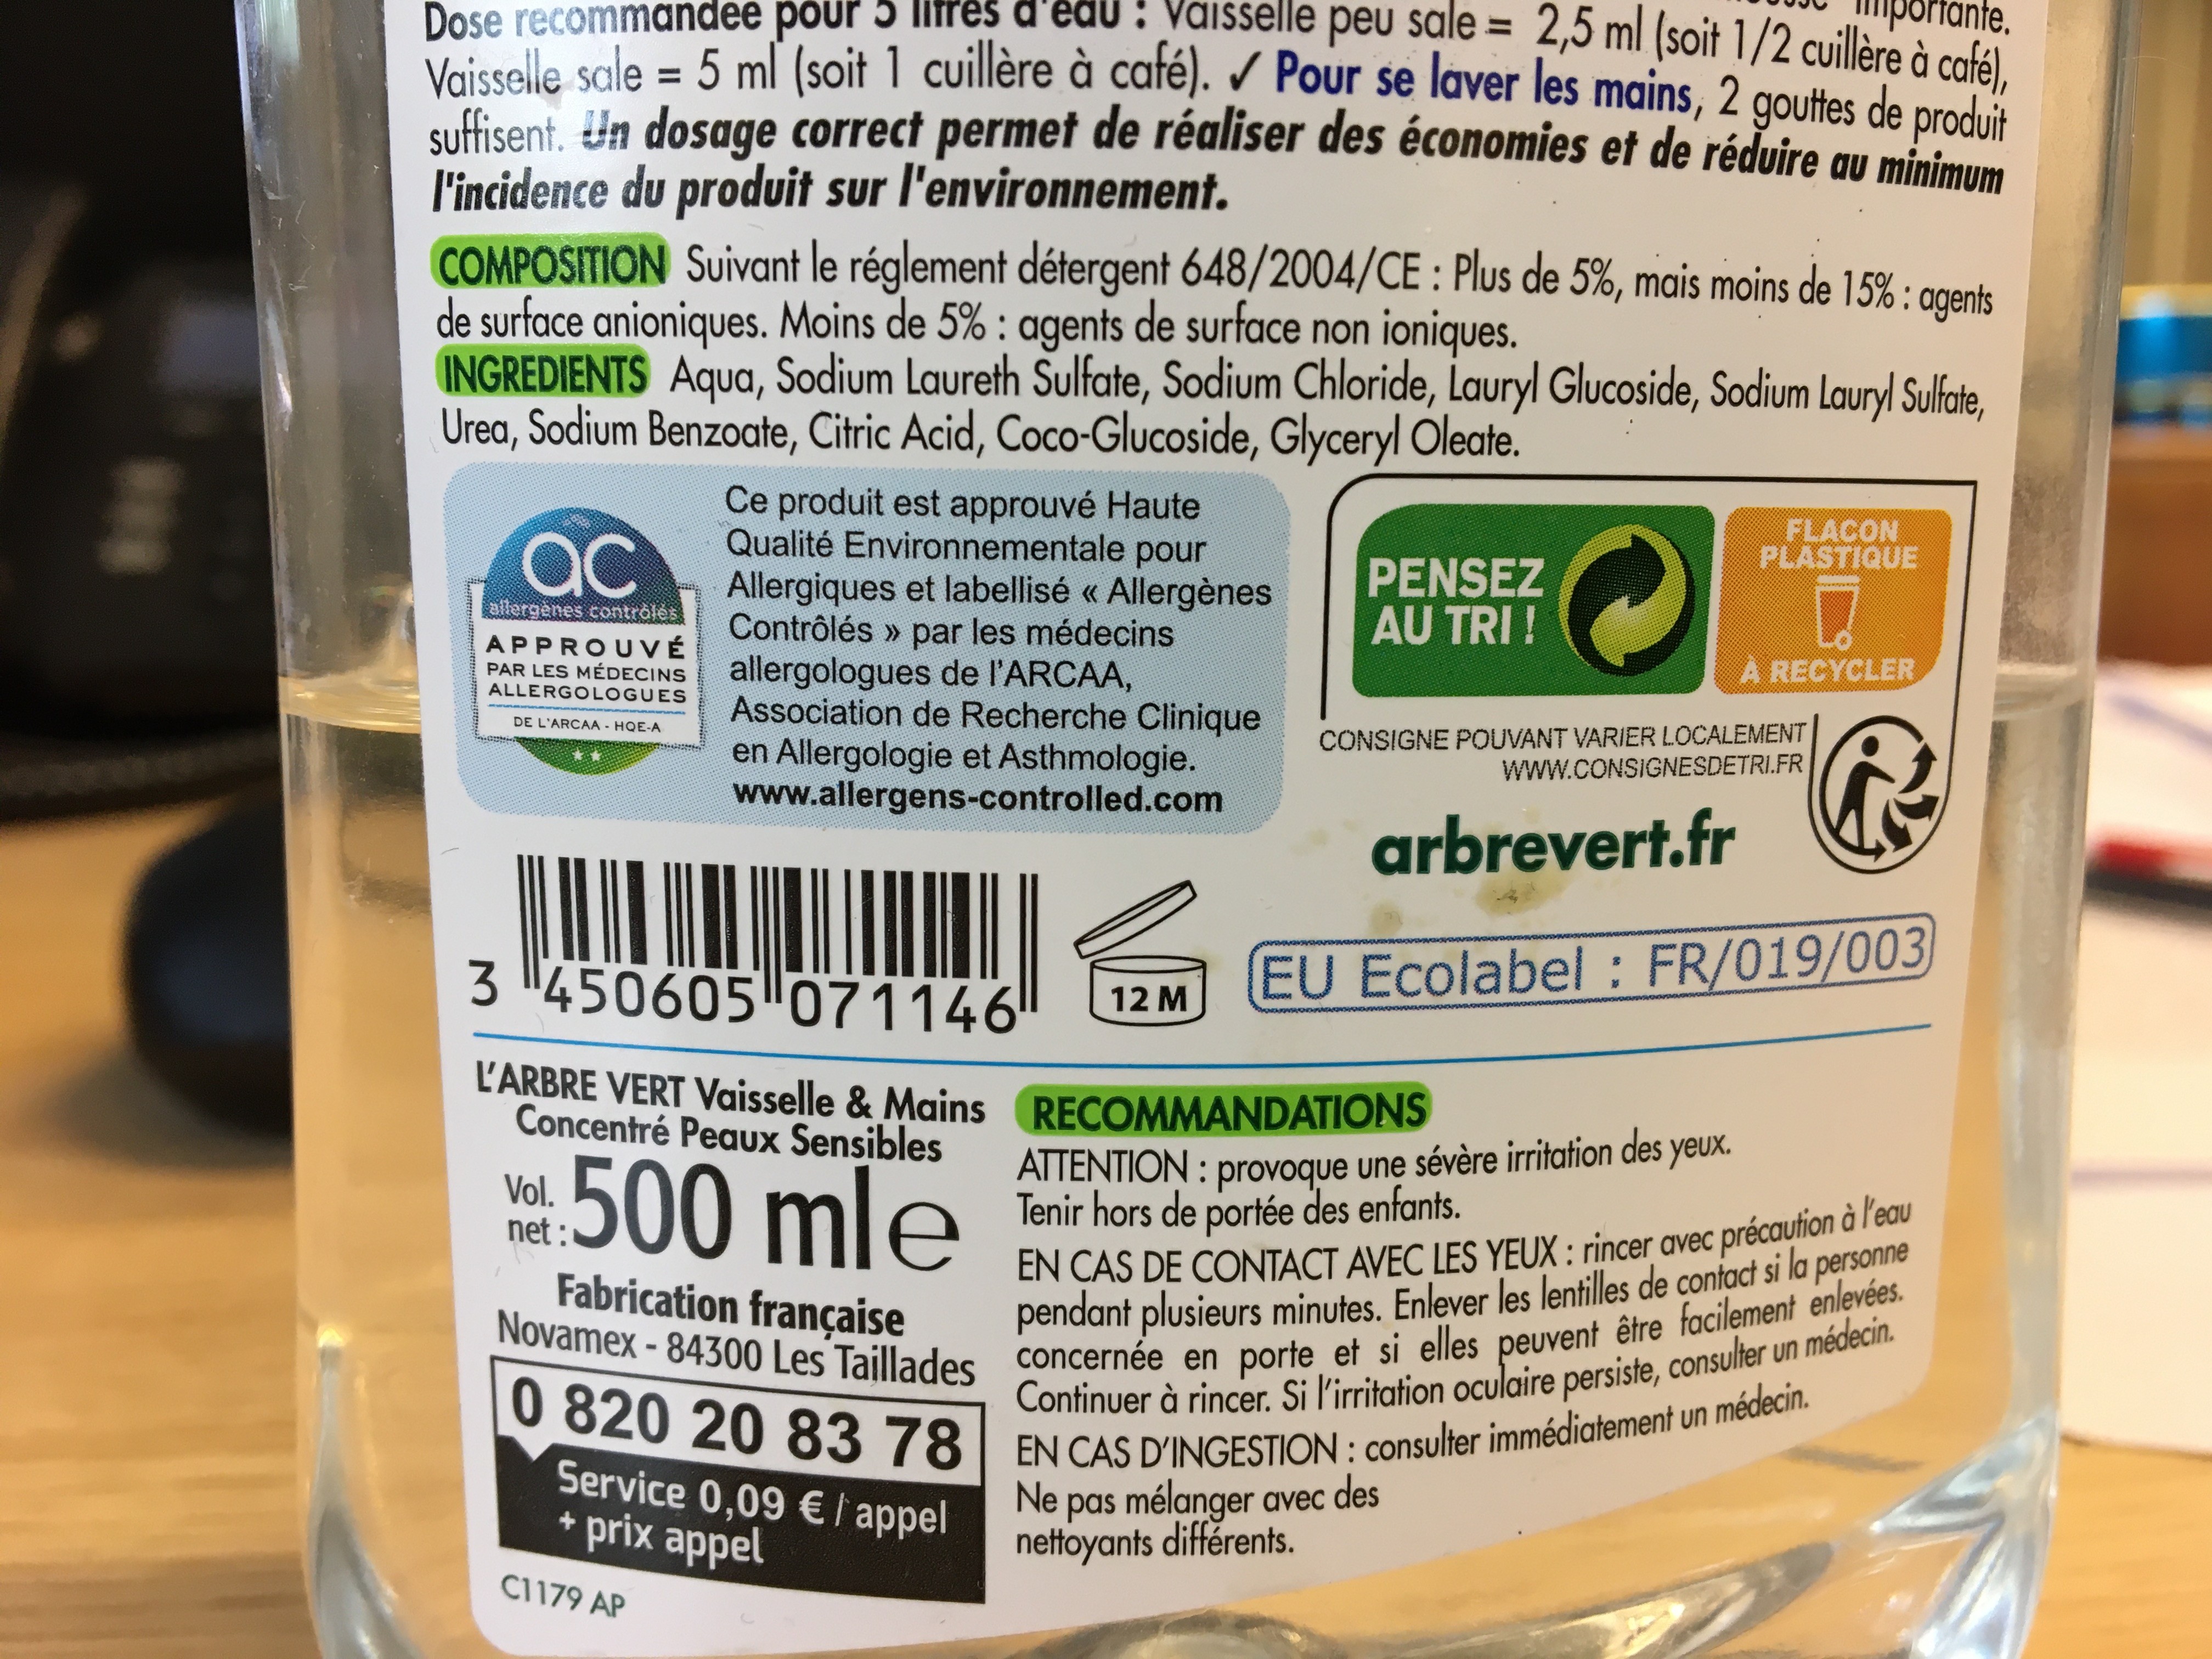 Dose recommandée pour 5 litres d'eau : Vaisselle peu sale = 2,5 ml (soit 1/2 cuillère à café),
importante.
Vaisselle sale = 5 ml (soit 1 cuillère à café). ✓ Pour se laver les mains, 2 gouttes de produit
suffisent. Un dosage correct permet de réaliser des économies et de réduire au minimum
l'incidence du produit sur l'environnement.
COMPOSITION Suivant le réglement détergent 648/2004/CE : Plus de 5%, mais moins de 15% : agents
de surface anioniques. Moins de 5% : agents de surface non ioniques.
INGREDIENTS Aqua, Sodium Laureth Sulfate, Sodium Chloride, Lauryl Glucoside, Sodium Lauryl Sulfate,
Urea, Sodium Benzoate, Citric Acid, Coco-Glucoside, Glyceryl Oleate.
ac
allergènes contrôlés
APPROUVÉ
PAR LES MÉDECINS
ALLERGOLOGUES
DE L'ARCAA - HQE-A
Ce produit est approuvé Haute
Qualité Environnementale pour
Allergiques et labellisé « Allergènes
Contrôlés » par les médecins
allergologues de l'ARCAA,
Association de Recherche Clinique
en Allergologie et Asthmologie.
www.allergens-controlled.com
PENSEZ
AU TRI !
FLACON
PLASTIQUE
À RECYCLER
CONSIGNE POUVANT VARIER LOCALEMENT
WWW.CONSIGNESDETRI.FR
arbrevert.fr
3 450605 071146
12 M
EU Ecolabel : FR/019/003
L'ARBRE VERT Vaisselle & Mains
Concentré Peaux Sensibles
Vol.
net : 500 ml e
Fabrication française
Novamex - 84300 Les Taillades
0 820 20 83 78
Service 0,09 € / appel
+ prix appel
C1179 AP
RECOMMANDATIONS
ATTENTION : provoque une sévère irritation des yeux.
Tenir hors de portée des enfants.
EN CAS DE CONTACT AVEC LES YEUX : rincer avec précaution à l'eau
pendant plusieurs minutes. Enlever les lentilles de contact si la personne
concernée en porte et si elles peuvent être facilement enlevées.
Continuer à rincer. Si l'irritation oculaire persiste, consulter un médecin.
EN CAS D'INGESTION : consulter immédiatement un médecin.
Ne pas mélanger avec des
nettoyants différents.